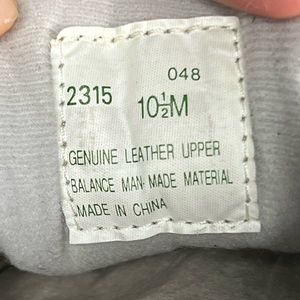 048
2315 10½M
GENUINE LEATHER UPPER
BALANCE MAN MADE MATERIAL
MADE IN CHINA